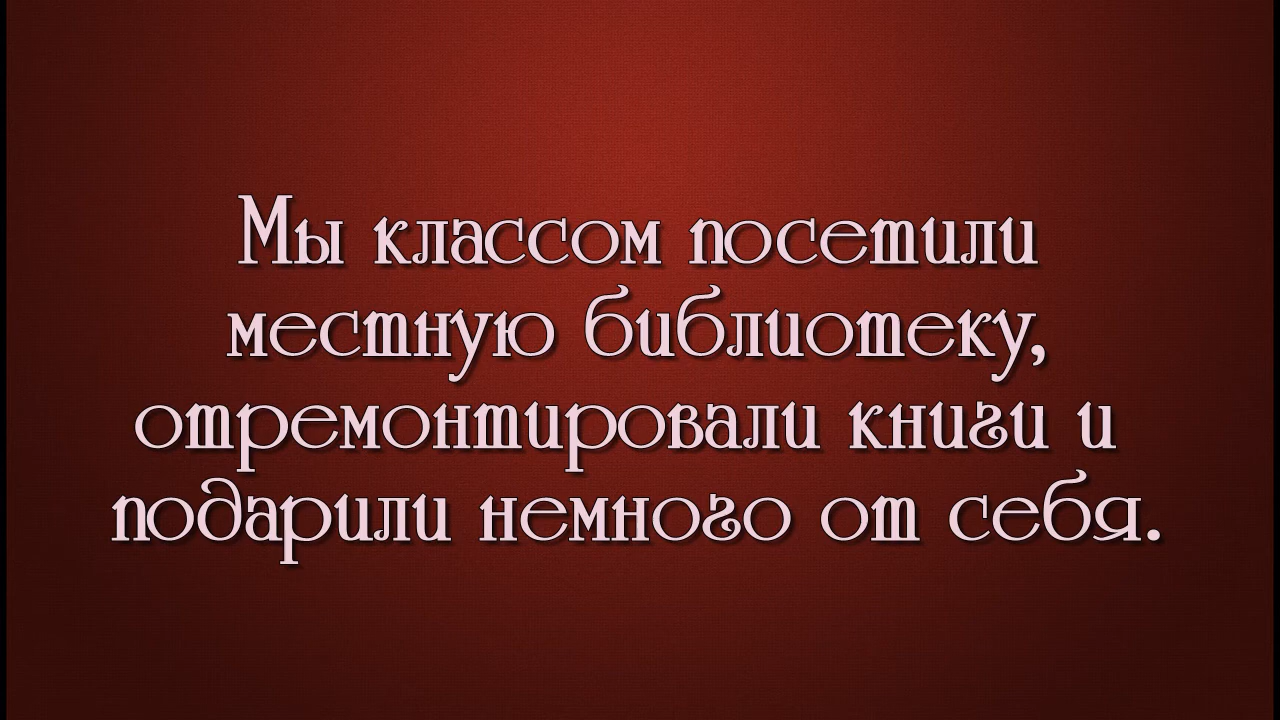 Мы классом посетили
местную библиотеку,
отремонтировали книги и
подарили немного от себя.